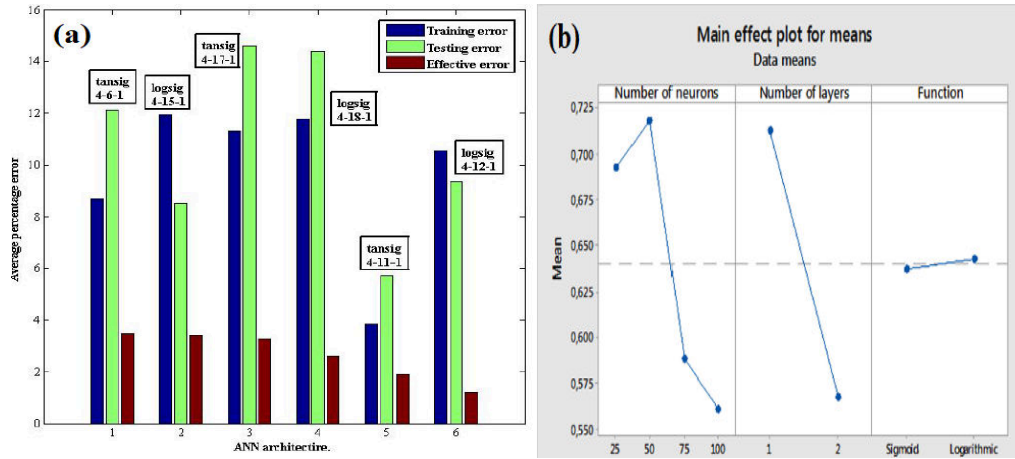 (a)
Training error
Testing error
Effective error
tansig
4-6-1
logsig
4-15-1
tansig
4-17-1
logsig
4-18-1
tansig
4-11-1
logsig
4-12-1
Average percentage error
16
14
12
10
8
6
4
2
0
1 2 3 4 5 6
ANN architectire.
(b)
Main effect plot for means
Data means
Number of neurons Number of layers Function
Mean
0,725
0,700
0,675
0,650
0,625
0,600
0,575
0,550
25 50 75 100 1 2 Sigmoid Logarithmic